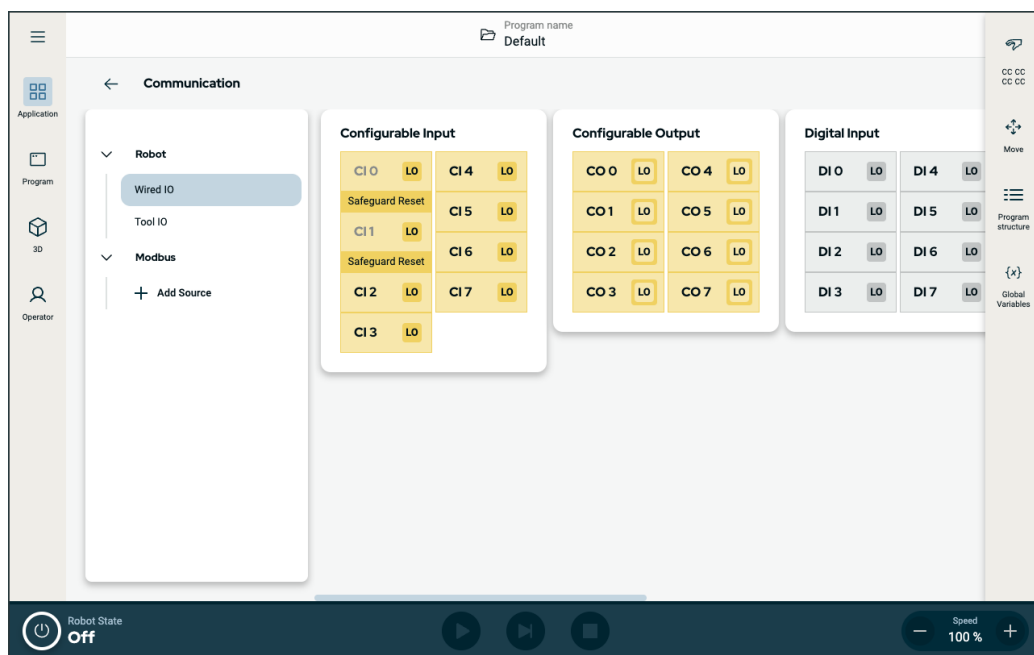 Program name
Default
Communication
Application
Program
3D
Operator
Robot
Wired IO
Tool IO
Modbus
Add Source
Configurable Input
CI 0 LO CI 4 LO
Safeguard Reset
CI 1 LO CI 5 LO
Safeguard Reset
CI 6 LO
CI 2 LO CI 7 LO
CI 3 LO
Configurable Output
CO 0 LO CO 4 LO
CO 1 LO CO 5 LO
CO 2 LO CO 6 LO
CO 3 LO CO 7 LO
Digital Input
DI 0 LO DI 4 LO
DI 1 LO DI 5 LO
DI 2 LO DI 6 LO
DI 3 LO DI 7 LO
CC CC
CC CC
Move
Program
structure
{x}
Global
Variables
Robot State
Off
Speed
100 %